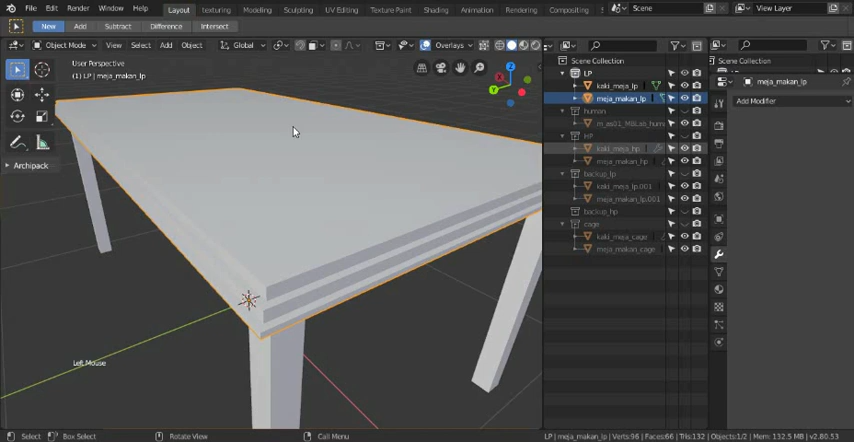 File Edit Render Window Help Layout texturing Modeling Sculpting UV Editing Texture Paint Shading Animation Rendering Compositing Scene View Layer
New Add Subtract Difference Intersect
Object Mode View Select Add Object Global Overlays
User Perspective
(1) LP | meja_makan_lp
Archipack
Left Mouse
Scene Collection
LP
kaki_meja_lp
meja_makan_lp
human
m_as01_MBLab_hum
HP
kaki_meja_hp
meja_makan_hp
backup_lp
kaki_meja_lp.001
meja_makan_lp.001
backup_hp
cage
kaki_meja_cage
meja_makan_cage
Scene Collection
meja_makan_lp
Add Modifier
Select Box Select Rotate View Call Menu LP | meja_makan_lp | Verts:96 | Faces:66 | Tris:132 | Objects:1/2 | Mem: 132.5 MB | v2.80.53